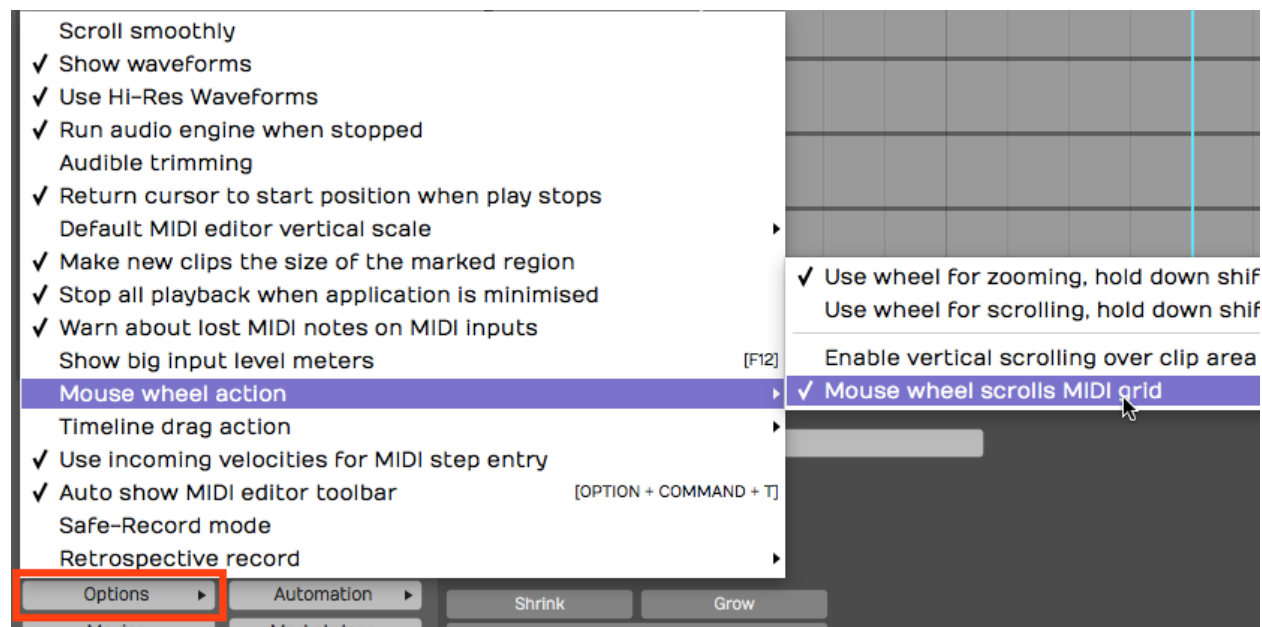 Scroll smoothly
✓ Show waveforms
✓ Use Hi-Res Waveforms
✓ Run audio engine when stopped
Audible trimming
✓ Return cursor to start position when play stops
Default MIDI editor vertical scale
✓ Make new clips the size of the marked region
✓ Stop all playback when application is minimised
✓ Warn about lost MIDI notes on MIDI inputs
Show big input level meters [F12]
Mouse wheel action
Timeline drag action
✓ Use incoming velocities for MIDI step entry
✓ Auto show MIDI editor toolbar [OPTION + COMMAND + T]
Safe-Record mode
Retrospective record
✓ Use wheel for zooming, hold down shif
Use wheel for scrolling, hold down shif
Enable vertical scrolling over clip area
✓ Mouse wheel scrolls MIDI grid
Options Automation Shrink Grow